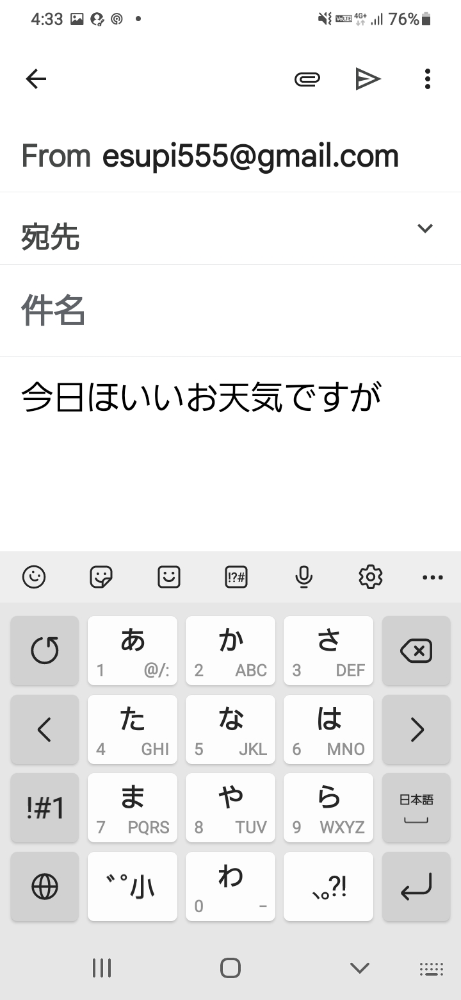 4:33 VoLTE 4G+ 76%
From esupi555@gmail.com
宛先
件名
今日ほいいお天気ですが
!?#
あ 1 @/:
か 2 ABC
さ 3 DEF
た 4 GHI
な 5 JKL
は 6 MNO
!#1
ま 7 PQRS
や 8 TUV
ら 9 WXYZ
日本語
゛゜小
わ 0 –
､｡?!